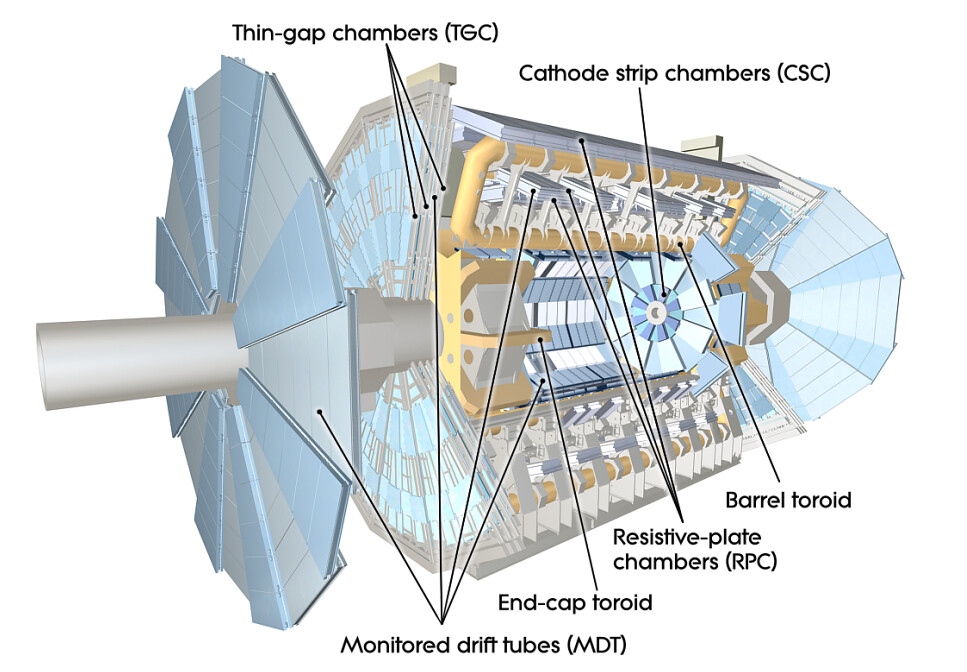 Thin-gap chambers (TGC)
Cathode strip chambers (CSC)
Barrel toroid
Resistive-plate
chambers (RPC)
End-cap toroid
Monitored drift tubes (MDT)